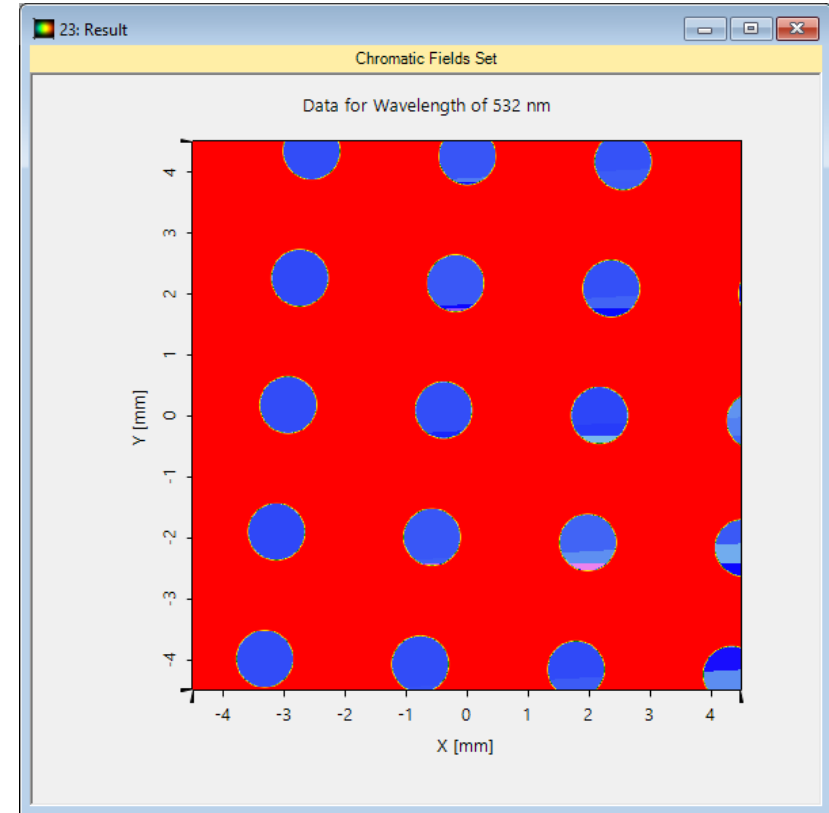 23: Result
Chromatic Fields Set
Data for Wavelength of 532 nm
4
3
2
1
0
-1
-2
-3
-4
Y [mm]
-4 -3 -2 -1 0 1 2 3 4
X [mm]